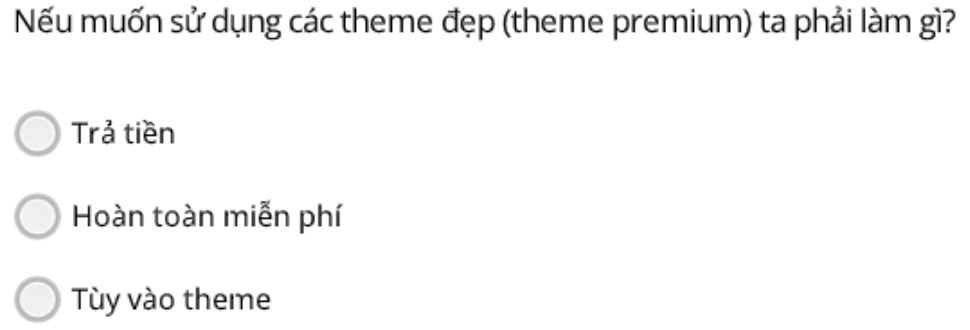 Nếu muốn sử dụng các theme đẹp (theme premium) ta phải làm gì?
Trả tiền
Hoàn toàn miễn phí
Tùy vào theme